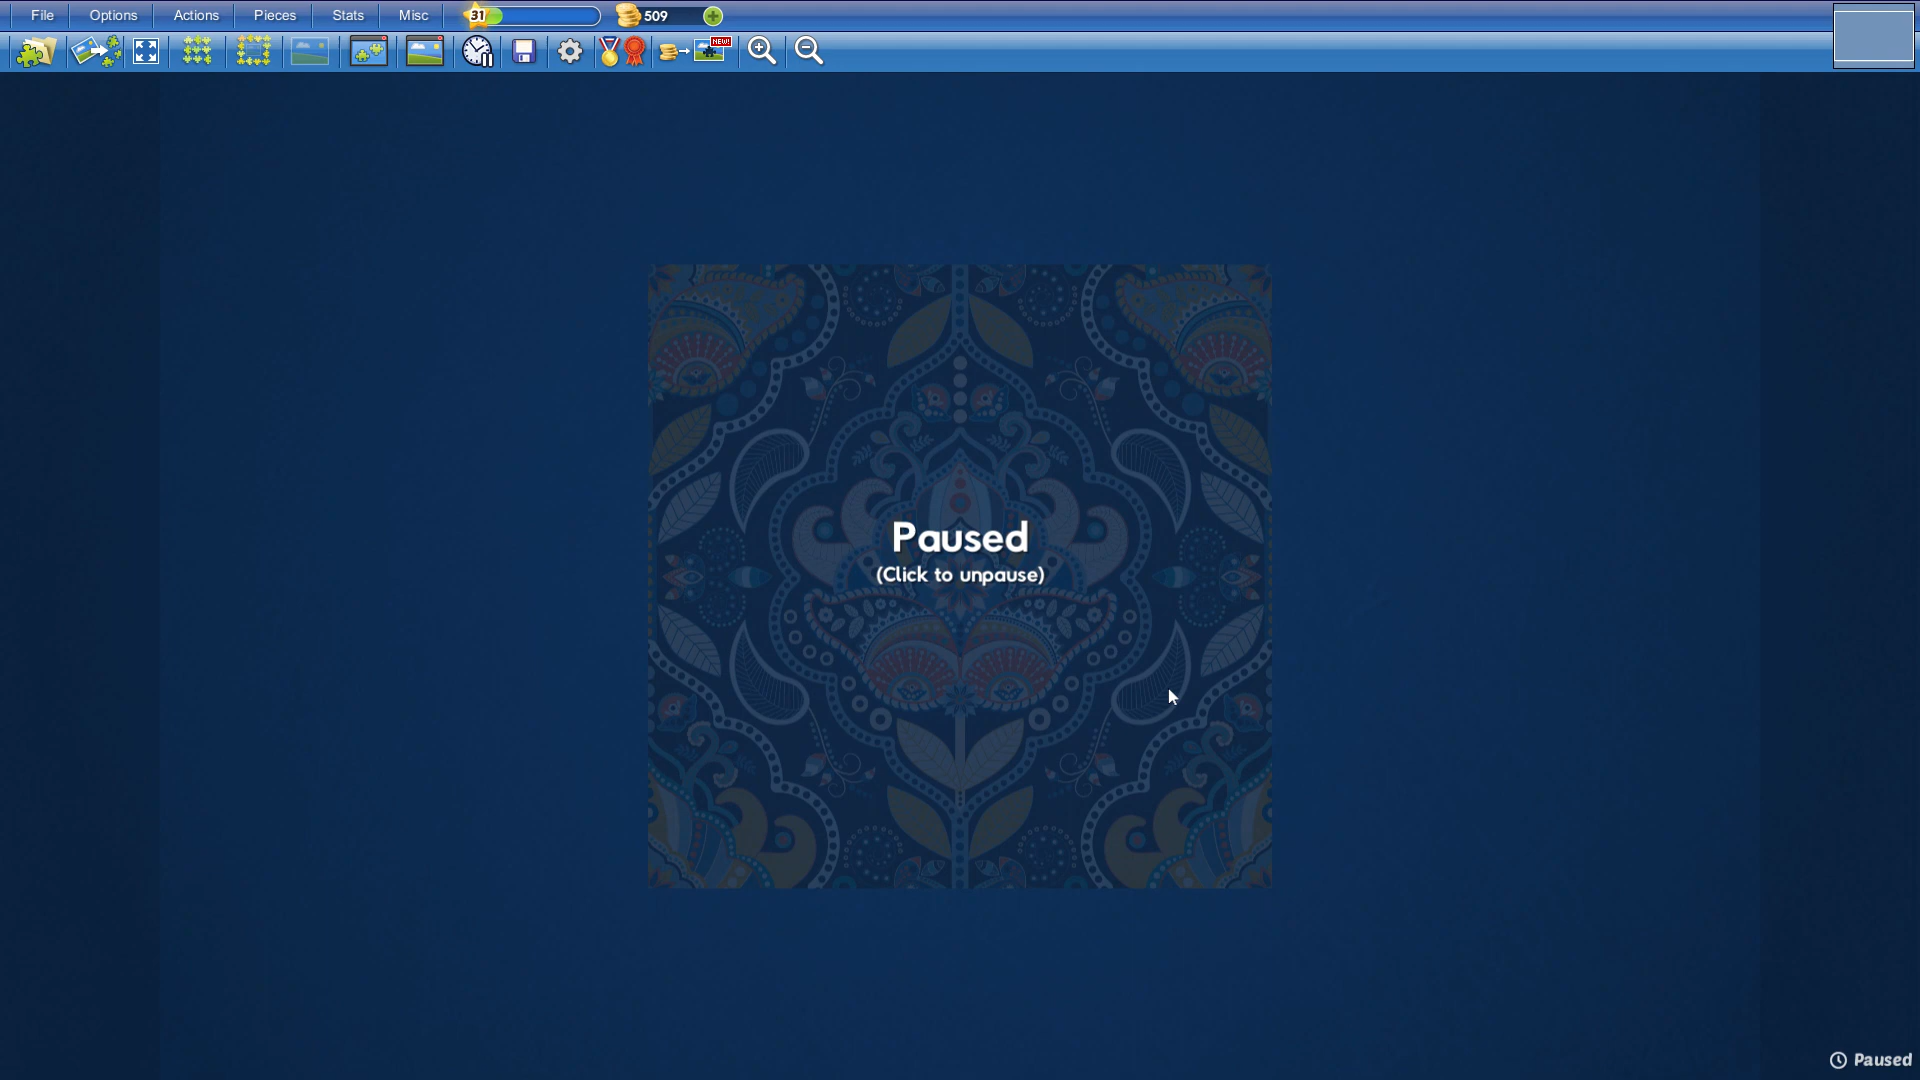 File Options Actions Pieces Stats Misc 31 509
NEW!
Paused
(Click to unpause)
Paused